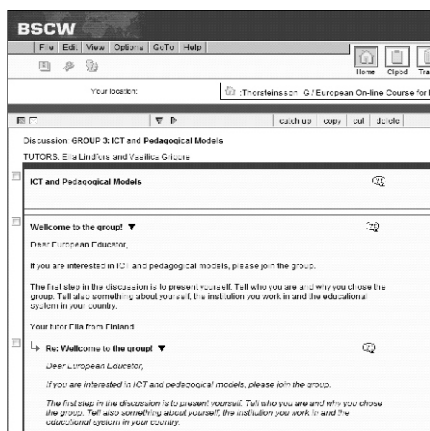 BSCW
File Edit View Options GoTo Help
Home Clipbd Tra
Your location: :Thorsteinsson G / European On-line Course for
catch up copy cut delete
Discussion: GROUP 3: ICT and Pedagogical Models
TUTORS: Ella Lindfors and Vasilica
ICT and Pedagogical Models
Wellcome to the group!
Dear European Educator,
If you are interested in ICT and pedagogical models, please join the group.
The first step in the discussion is to present yourself. Tell who you are and why you chose the
group. Tell also something about yourself, the institution you work in and the educational
system in your country.
Your tutor Ella from Finland
Re: Wellcome to the group!
Dear European Educator,
If you are interested in ICT and pedagogical models, please join the group.
The first step in the discussion is to present yourself. Tell who you are and why you chose
the group. Tell also something about yourself, the institution you work in and the
educational system in your country.